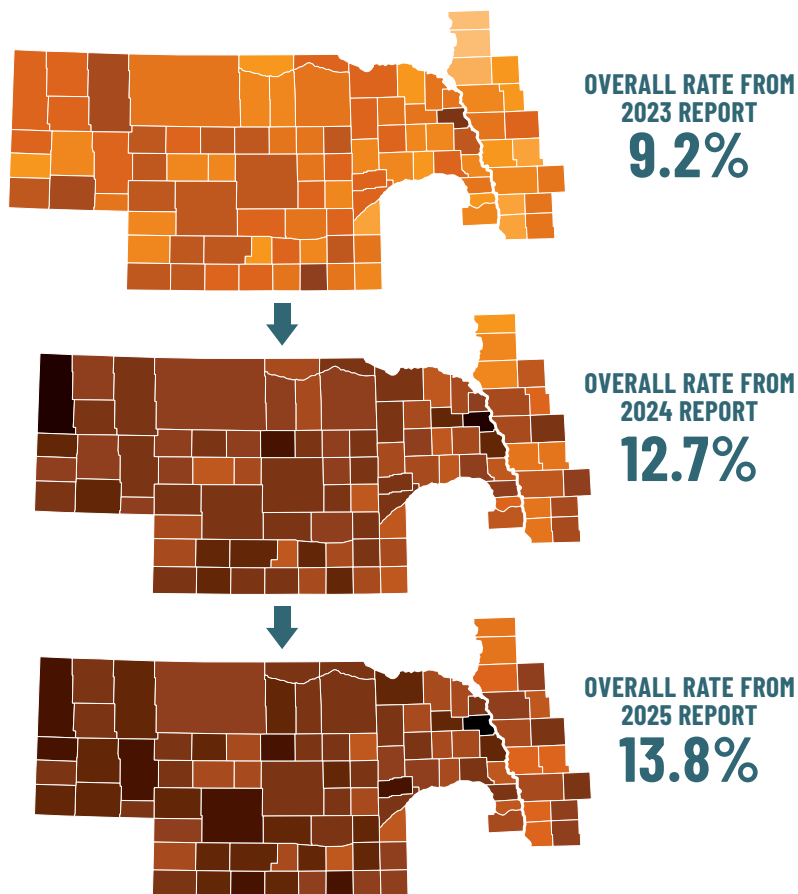 OVERALL RATE FROM
2023 REPORT
9.2%
OVERALL RATE FROM
2024 REPORT
12.7%
OVERALL RATE FROM
2025 REPORT
13.8%